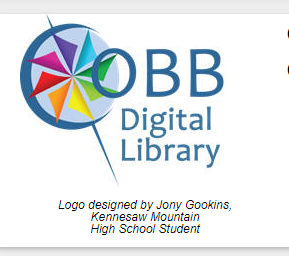 COBB
Digital
Library
Logo designed by Jony Gookins,
Kennesaw Mountain
High School Student